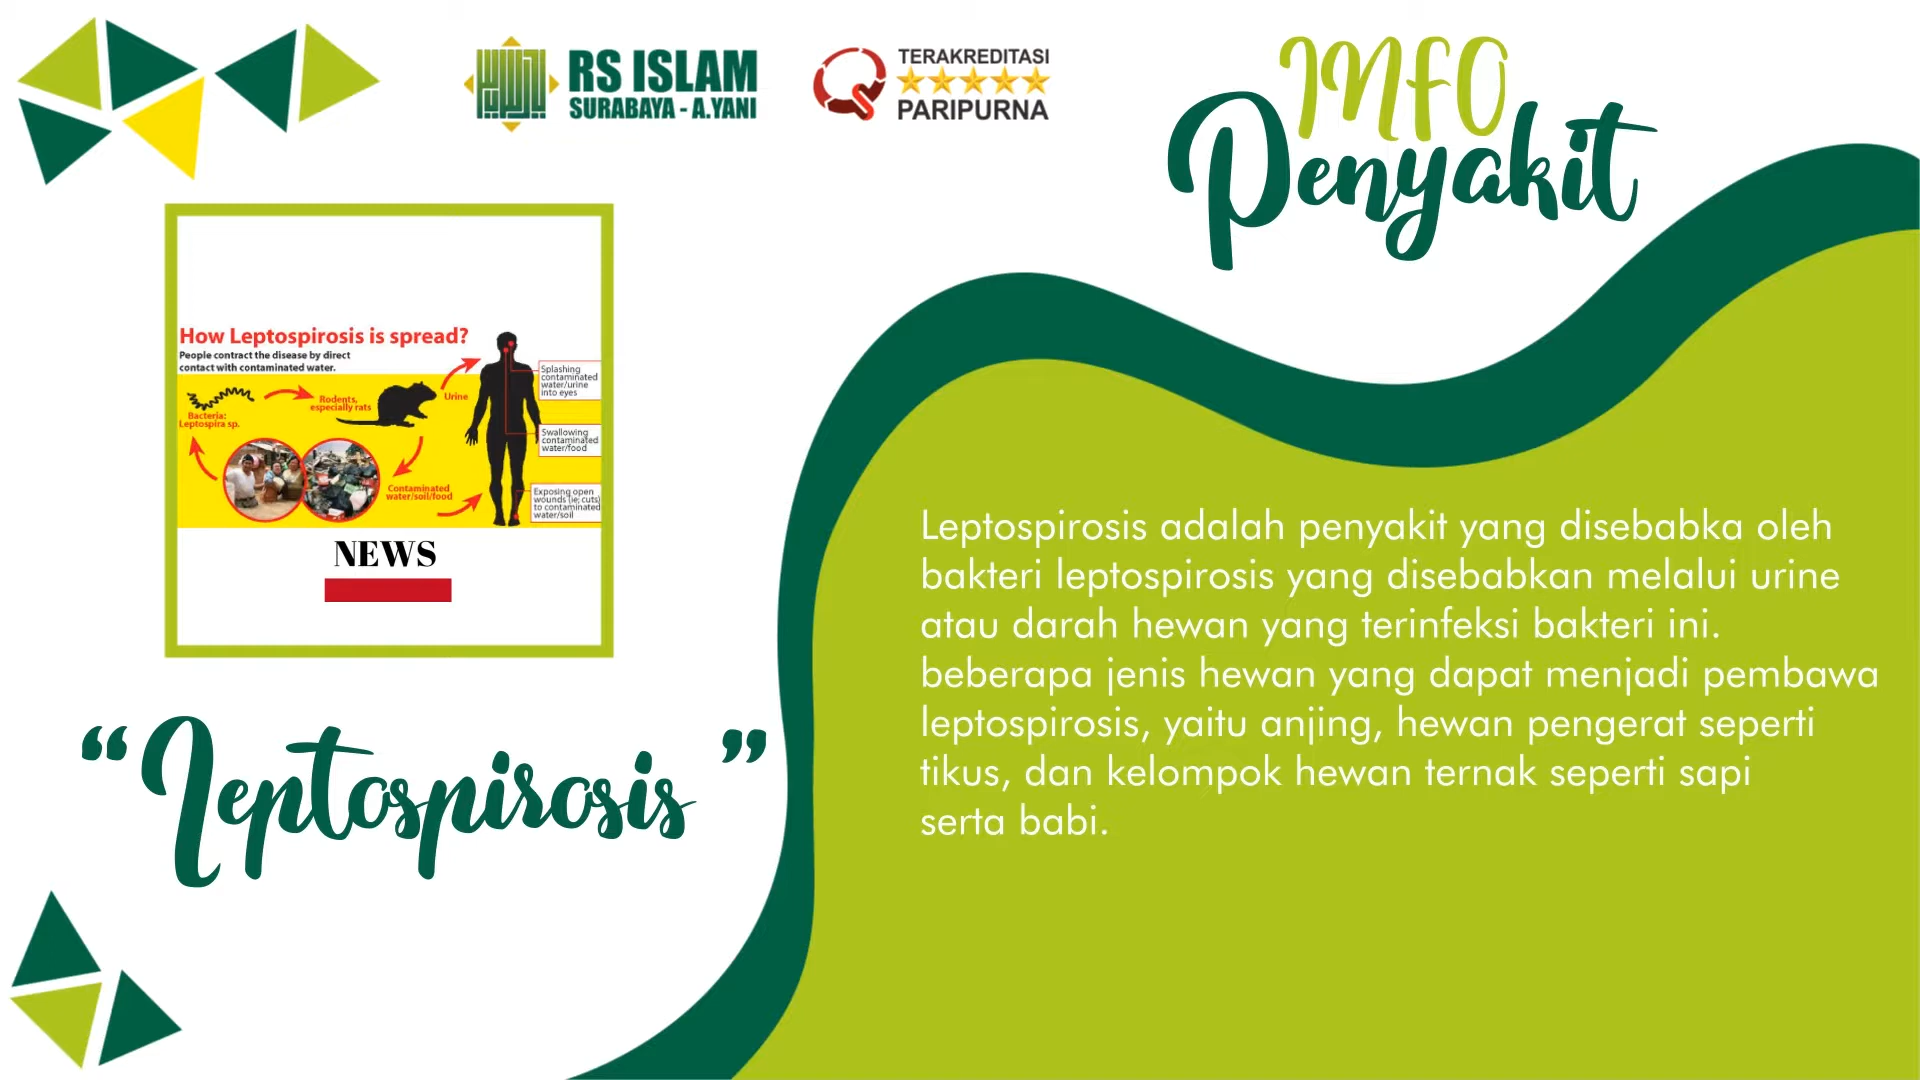 RS ISLAM
SURABAYA - A.YANI
TERAKREDITASI
PARIPURNA
INFO
Penyakit
How Leptospirosis is spread?
People contract the disease by direct
contact with contaminated water.
Bacteria:
Leptospira sp.
Rodents,
especially rats
Urine
Splashing
contaminated
water/urine
into eyes
Swallowing
contaminated
water/food
Contaminated
water/soil/food
Exposing open
wounds (ie; cuts)
to contaminated
water/soil
NEWS
“Leptospirosis”
Leptospirosis adalah penyakit yang disebabka oleh
bakteri leptospirosis yang disebabkan melalui urine
atau darah hewan yang terinfeksi bakteri ini.
beberapa jenis hewan yang dapat menjadi pembawa
leptospirosis, yaitu anjing, hewan pengerat seperti
tikus, dan kelompok hewan ternak seperti sapi
serta babi.